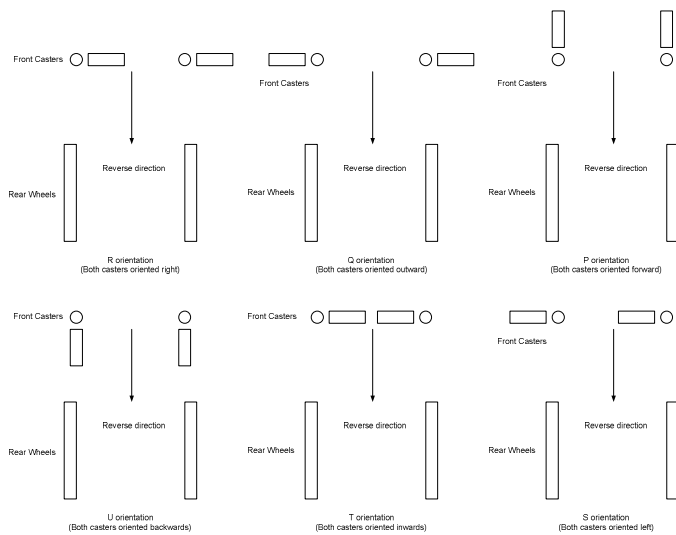 Front Casters
Front Casters
Front Casters
Reverse direction
Reverse direction
Reverse direction
Rear Wheels
Rear Wheels
Rear Wheels
R orientation
(Both casters oriented right)
Q orientation
(Both casters oriented outward)
P orientation
(Both casters oriented forward)
Front Casters
Front Casters
Front Casters
Reverse direction
Reverse direction
Reverse direction
Rear Wheels
Rear Wheels
Rear Wheels
U orientation
(Both casters oriented backwards)
T orientation
(Both casters oriented inwards)
S orientation
(Both casters oriented left)